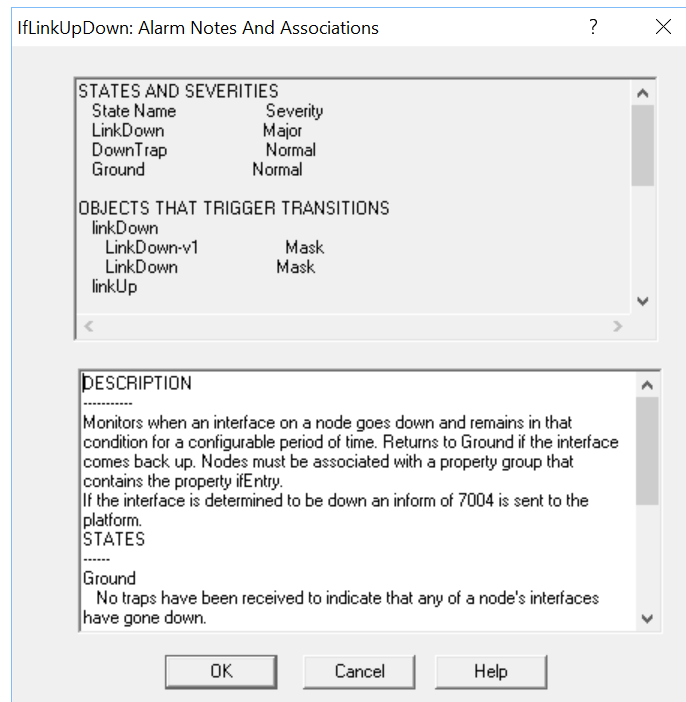 IfLinkUpDown: Alarm Notes And Associations
?
STATES AND SEVERITIES
State Name Severity
LinkDown Major
DownTrap Normal
Ground Normal
OBJECTS THAT TRIGGER TRANSITIONS
linkDown
LinkDown-v1 Mask
LinkDown Mask
linkUp
DESCRIPTION
-----------
Monitors when an interface on a node goes down and remains in that
condition for a configurable period of time. Returns to Ground if the interface
comes back up. Nodes must be associated with a property group that
contains the property ifEntry.
If the interface is determined to be down an inform of 7004 is sent to the
platform.
STATES
------
Ground
No traps have been received to indicate that any of a node's interfaces
have gone down.
OK Cancel Help